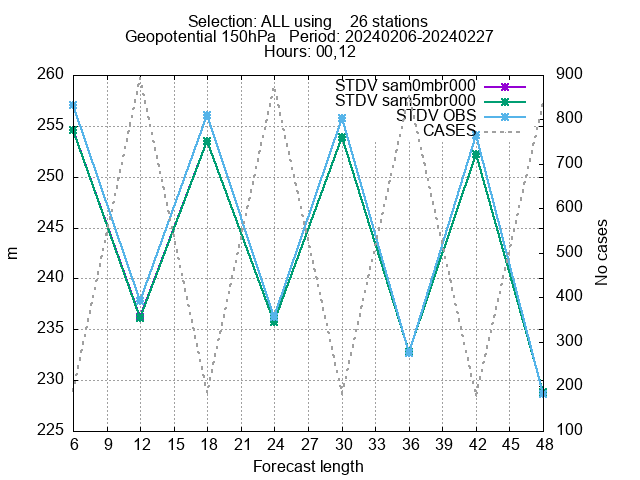 Selection: ALL using    26 stations
Geopotential 150hPa   Period: 20240206-20240227
Hours: 00,12
STDV sam0mbr000
STDV sam5mbr000
STDV OBS
CASES
260
255
250
245
240
235
230
225
m
900
800
700
600
500
400
300
200
100
No cases
6 9 12 15 18 21 24 27 30 33 36 39 42 45 48
Forecast length